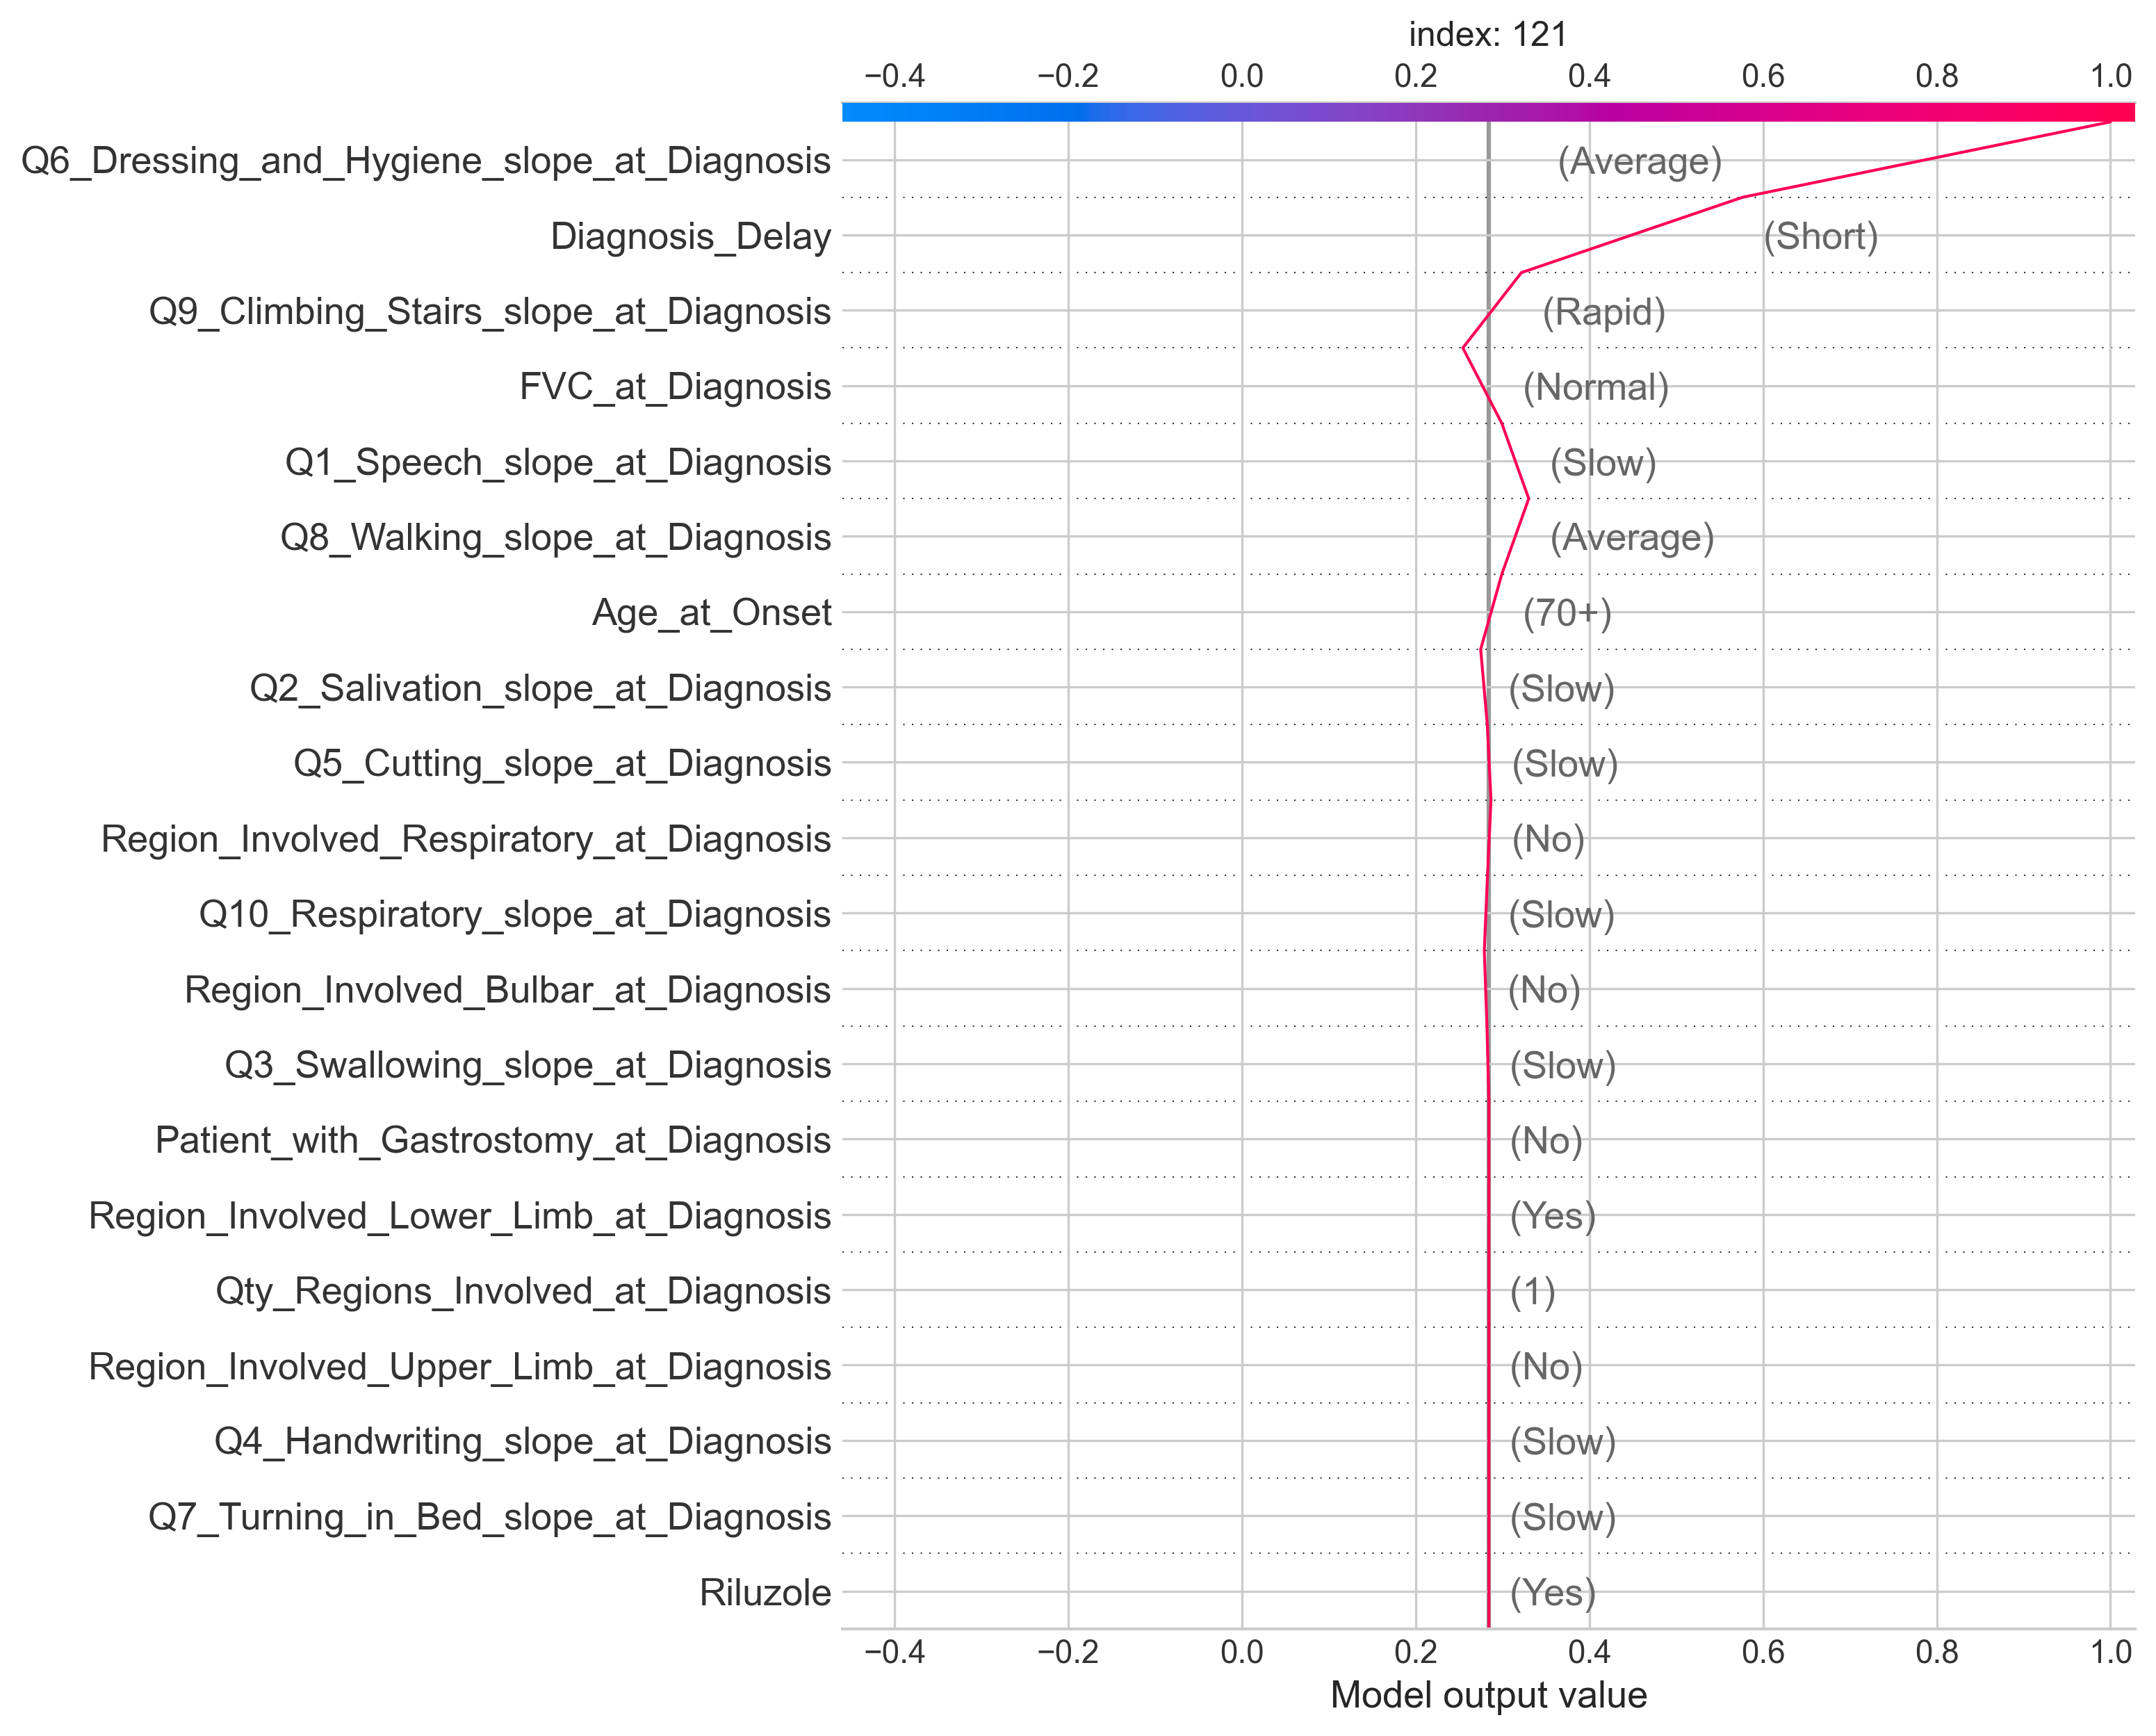 index: 121
−0.4 −0.2 0.0 0.2 0.4 0.6 0.8 1.0
Q6_Dressing_and_Hygiene_slope_at_Diagnosis (Average)
Diagnosis_Delay (Short)
Q9_Climbing_Stairs_slope_at_Diagnosis (Rapid)
FVC_at_Diagnosis (Normal)
Q1_Speech_slope_at_Diagnosis (Slow)
Q8_Walking_slope_at_Diagnosis (Average)
Age_at_Onset (70+)
Q2_Salivation_slope_at_Diagnosis (Slow)
Q5_Cutting_slope_at_Diagnosis (Slow)
Region_Involved_Respiratory_at_Diagnosis (No)
Q10_Respiratory_slope_at_Diagnosis (Slow)
Region_Involved_Bulbar_at_Diagnosis (No)
Q3_Swallowing_slope_at_Diagnosis (Slow)
Patient_with_Gastrostomy_at_Diagnosis (No)
Region_Involved_Lower_Limb_at_Diagnosis (Yes)
Qty_Regions_Involved_at_Diagnosis (1)
Region_Involved_Upper_Limb_at_Diagnosis (No)
Q4_Handwriting_slope_at_Diagnosis (Slow)
Q7_Turning_in_Bed_slope_at_Diagnosis (Slow)
Riluzole (Yes)
−0.4 −0.2 0.0 0.2 0.4 0.6 0.8 1.0
Model output value